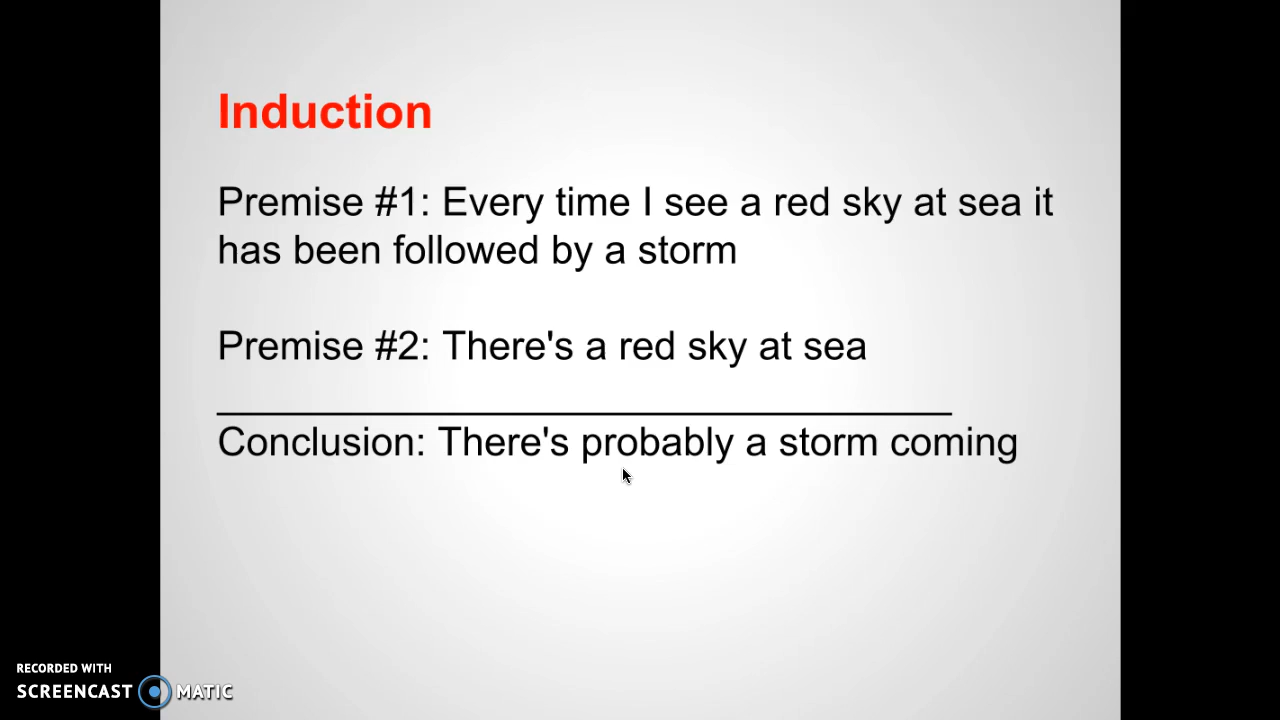 Induction
Premise #1: Every time I see a red sky at sea it
has been followed by a storm
Premise #2: There's a red sky at sea
Conclusion: There's probably a storm coming
RECORDED WITH
SCREENCAST MATIC